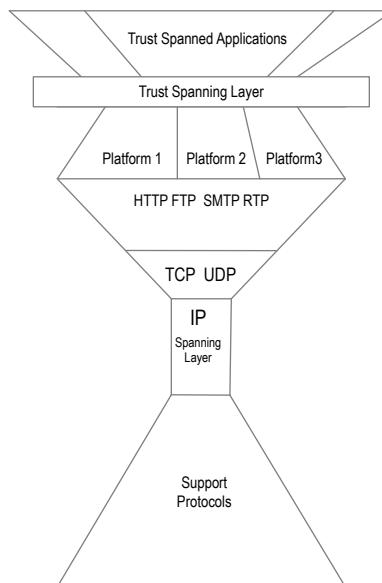 Trust Spanned Applications
Trust Spanning Layer
Platform 1 Platform 2 Platform3
HTTP FTP SMTP RTP
TCP UDP
IP
Spanning
Layer
Support
Protocols